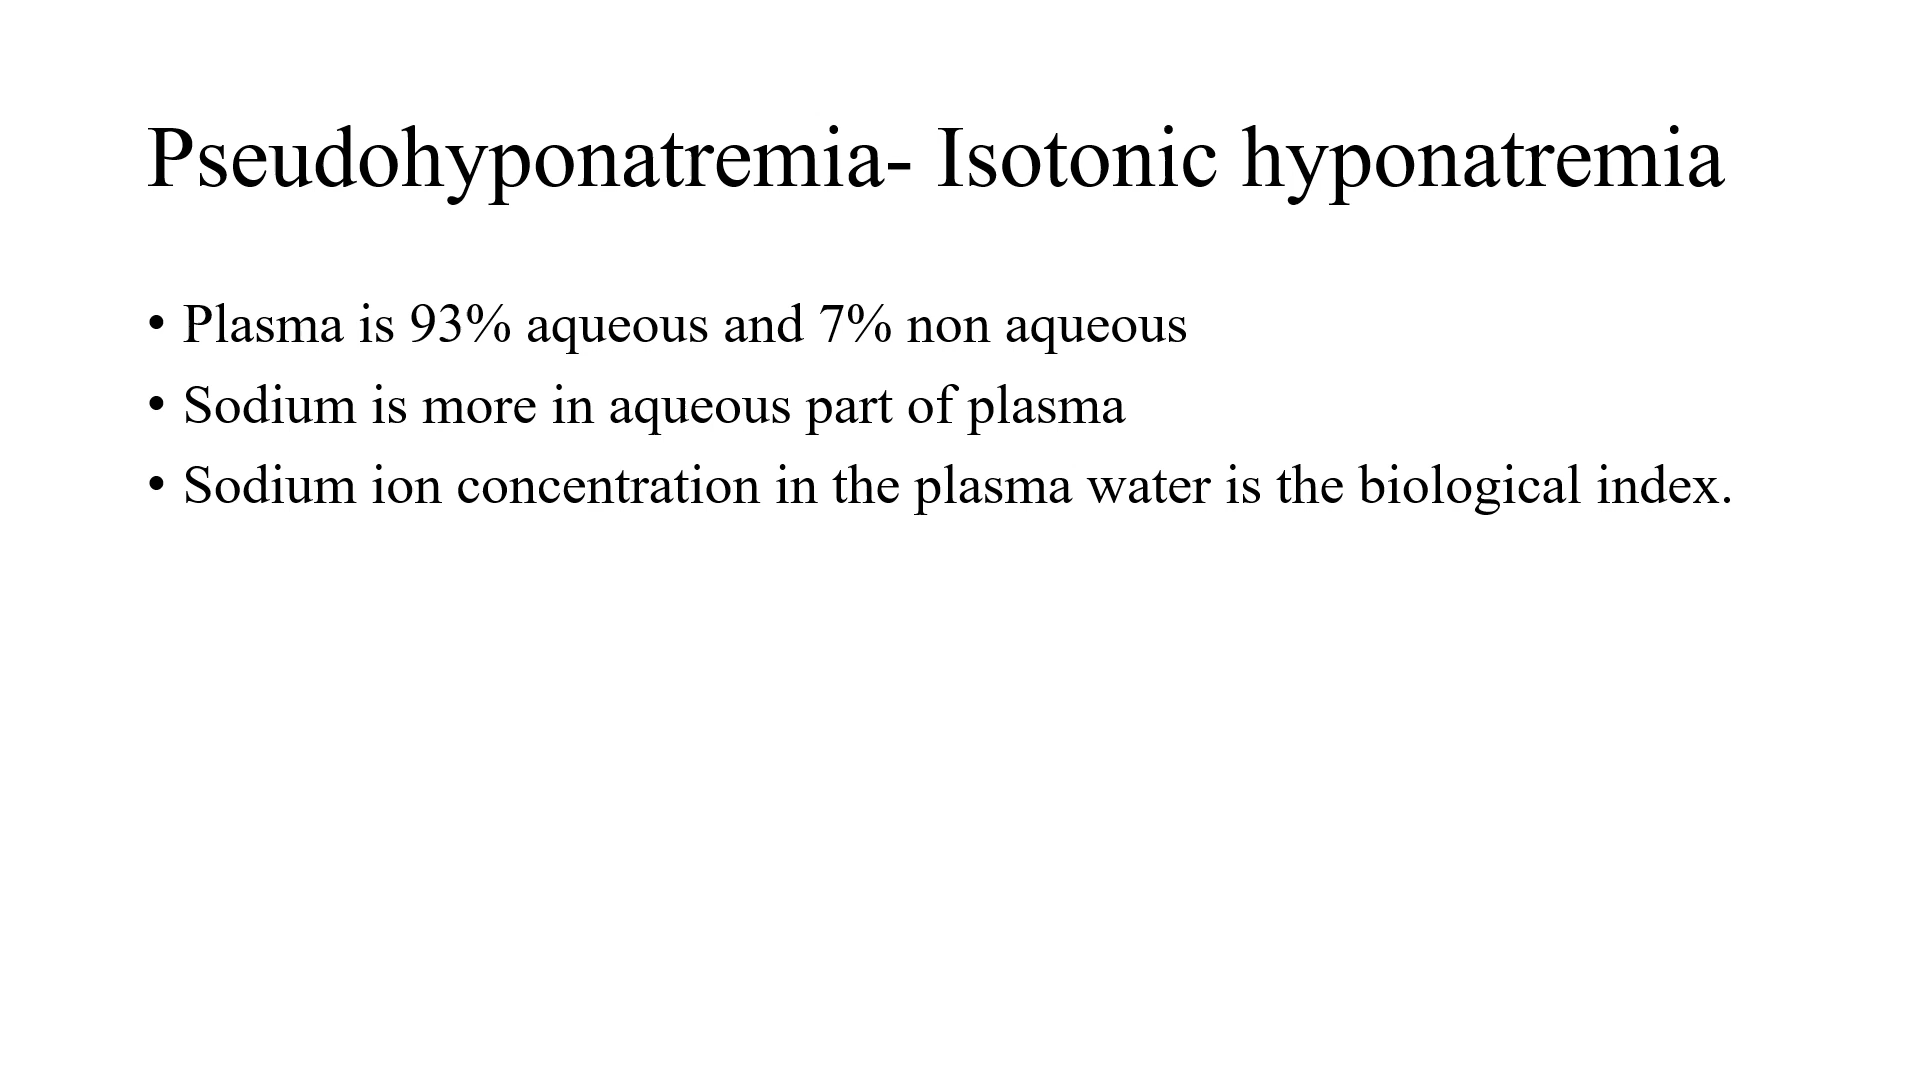 Pseudohyponatremia- Isotonic hyponatremia
• Plasma is 93% aqueous and 7% non aqueous
• Sodium is more in aqueous part of plasma
• Sodium ion concentration in the plasma water is the biological index.